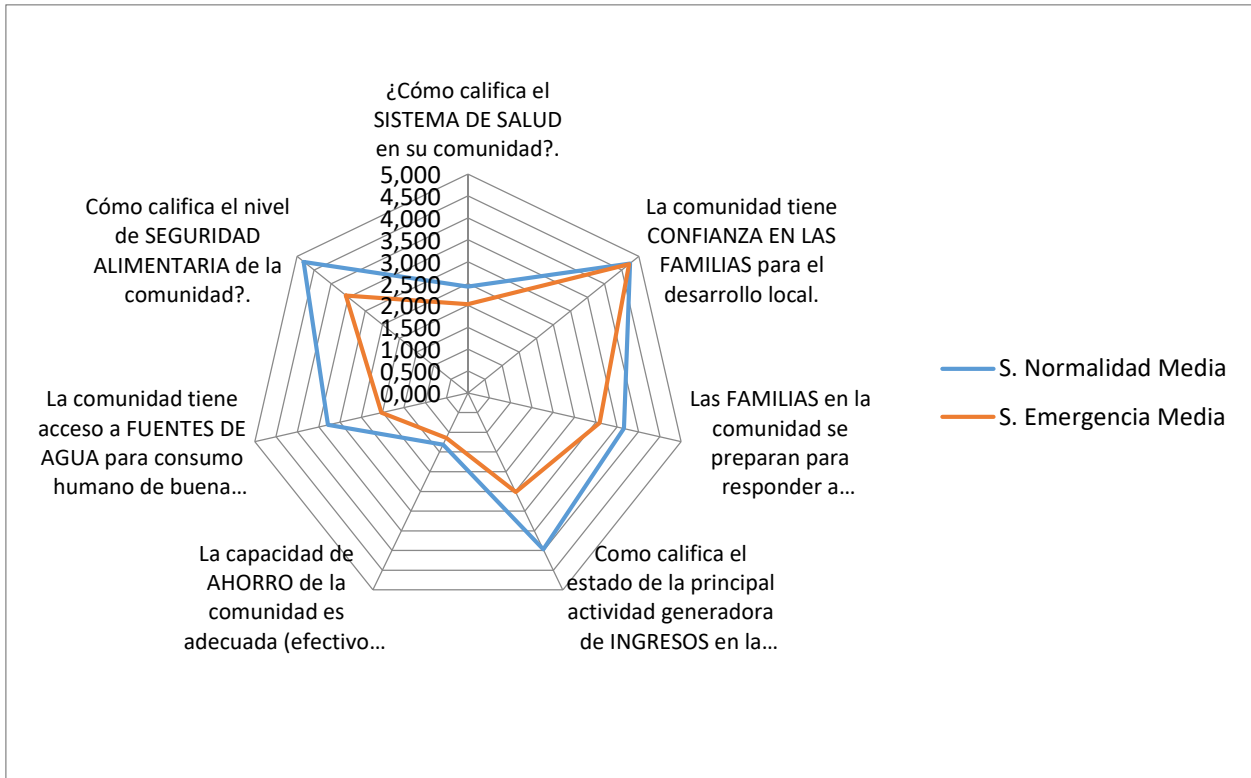 ¿Cómo califica el
SISTEMA DE SALUD
en su comunidad?.
La comunidad tiene
CONFIANZA EN LAS
FAMILIAS para el
desarrollo local.
Las FAMILIAS en la
comunidad se
preparan para
responder a…
Como califica el
estado de la principal
actividad generadora
de INGRESOS en la…
La capacidad de
AHORRO de la
comunidad es
adecuada (efectivo…
La comunidad tiene
acceso a FUENTES DE
AGUA para consumo
humano de buena…
Cómo califica el nivel
de SEGURIDAD
ALIMENTARIA de la
comunidad?.
5,000
4,500
4,000
3,500
3,000
2,500
2,000
1,500
1,000
0,500
0,000
S. Normalidad Media
S. Emergencia Media